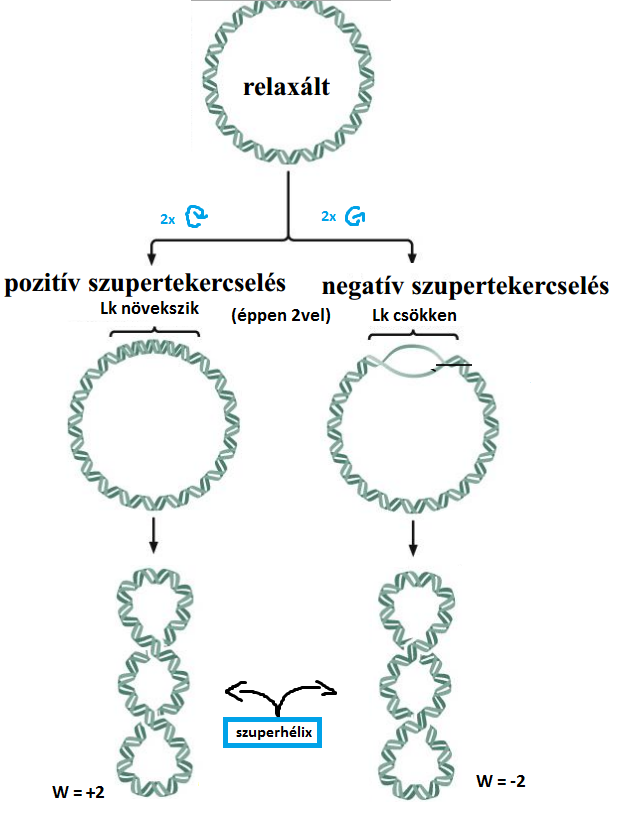 relaxált
2x
2x
pozitív szupertekercselés
negatív szupertekercselés
Lk növekszik
(éppen 2vel)
Lk csökken
szuperhélix
W = +2
W = -2